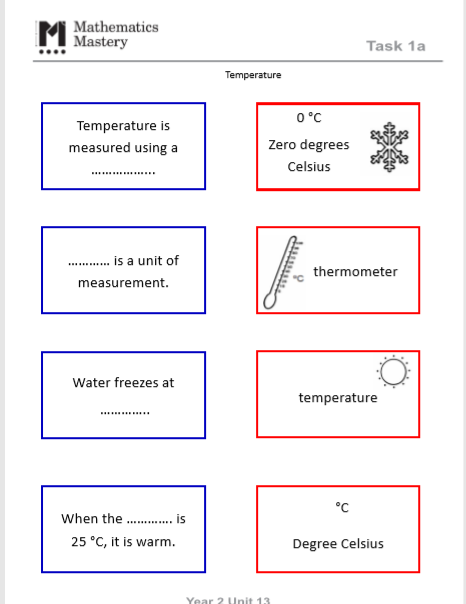 Mathematics
Mastery
Task 1a
Temperature
Temperature is
measured using a
………………..
0 °C
Zero degrees
Celsius
………… is a unit of
measurement.
°C
thermometer
Water freezes at
…………..
temperature
When the …………. is
25 °C, it is warm.
°C
Degree Celsius
Year 2 Unit 13